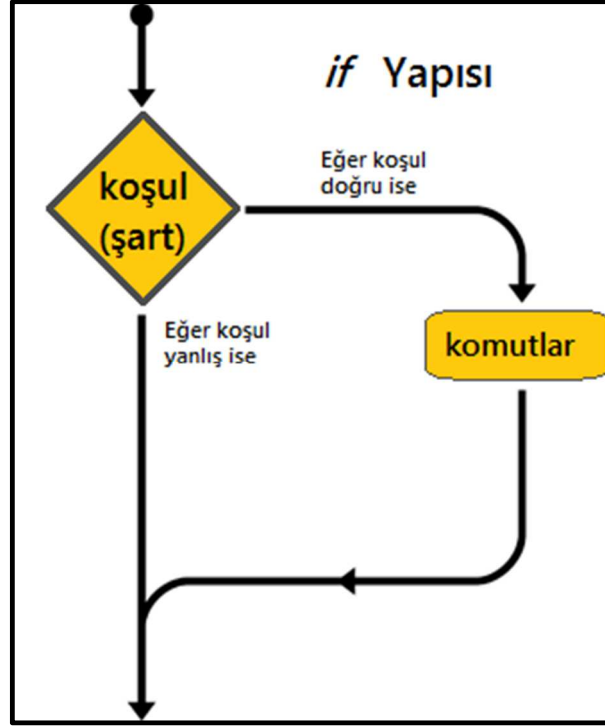 if Yapısı
Eğer koşul
doğru ise
koşul
(şart)
Eğer koşul
yanlış ise
komutlar